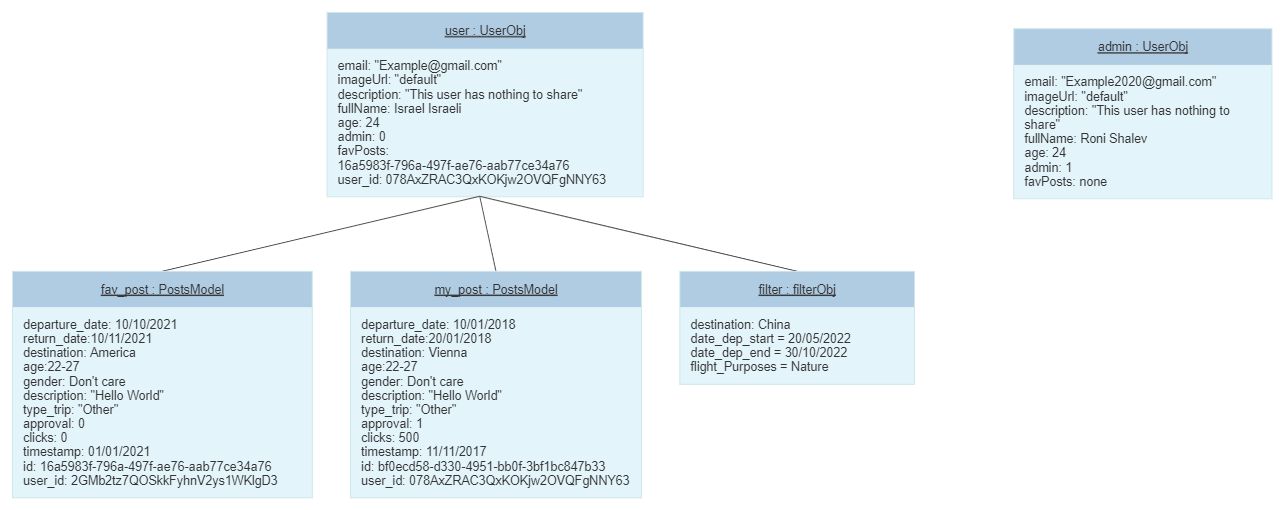 user : UserObj
email: "Example@gmail.com"
imageUrl: "default"
description: "This user has nothing to share"
fullName: Israel Israeli
age: 24
admin: 0
favPosts:
16a5983f-796a-497f-ae76-aab77ce34a76
user_id: 078AxZRAC3QxKOKjw2OVQFgNNY63
admin : UserObj
email: "Example2020@gmail.com"
imageUrl: "default"
description: "This user has nothing to
share"
fullName: Roni Shalev
age: 24
admin: 1
favPosts: none
fav_post : PostsModel
departure_date: 10/10/2021
return_date:10/11/2021
destination: America
age:22-27
gender: Don't care
description: "Hello World"
type_trip: "Other"
approval: 0
clicks: 0
timestamp: 01/01/2021
id: 16a5983f-796a-497f-ae76-aab77ce34a76
user_id: 2GMb2tz7QOSkkFyhnV2ys1WKIgD3
my_post : PostsModel
departure_date: 10/01/2018
return_date:20/01/2018
destination: Vienna
age:22-27
gender: Don't care
description: "Hello World"
type_trip: "Other"
approval: 1
clicks: 500
timestamp: 11/11/2017
id: bf0ecd58-d330-4951-bb0f-3bf1bc847b33
user_id: 078AxZRAC3QxKOKjw2OVQFgNNY63
filter : filterObj
destination: China
date_dep_start = 20/05/2022
date_dep_end = 30/10/2022
flight_Purposes = Nature